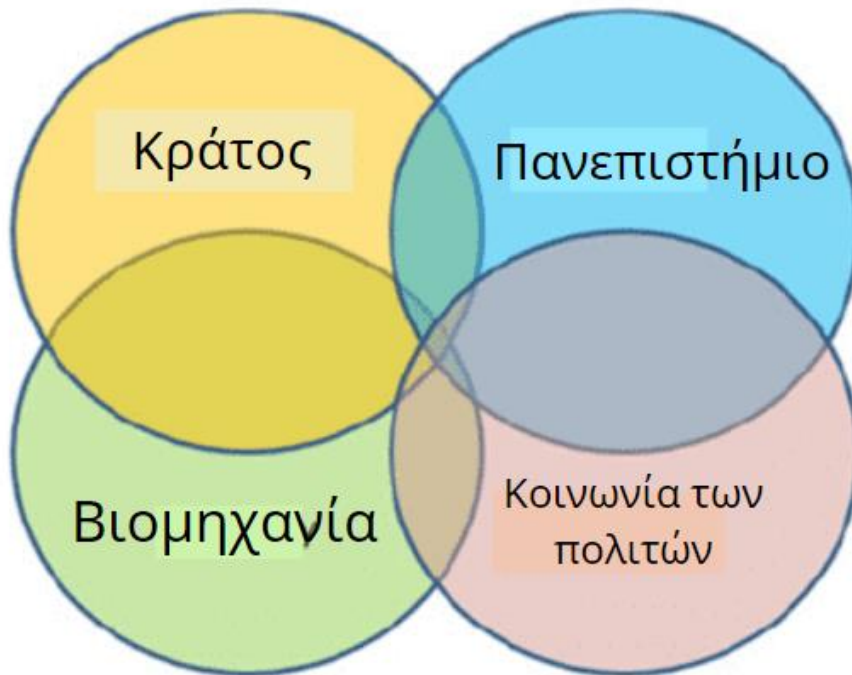 Κράτος
Πανεπιστήμιο
Βιομηχανία
Κοινωνία των
πολιτών